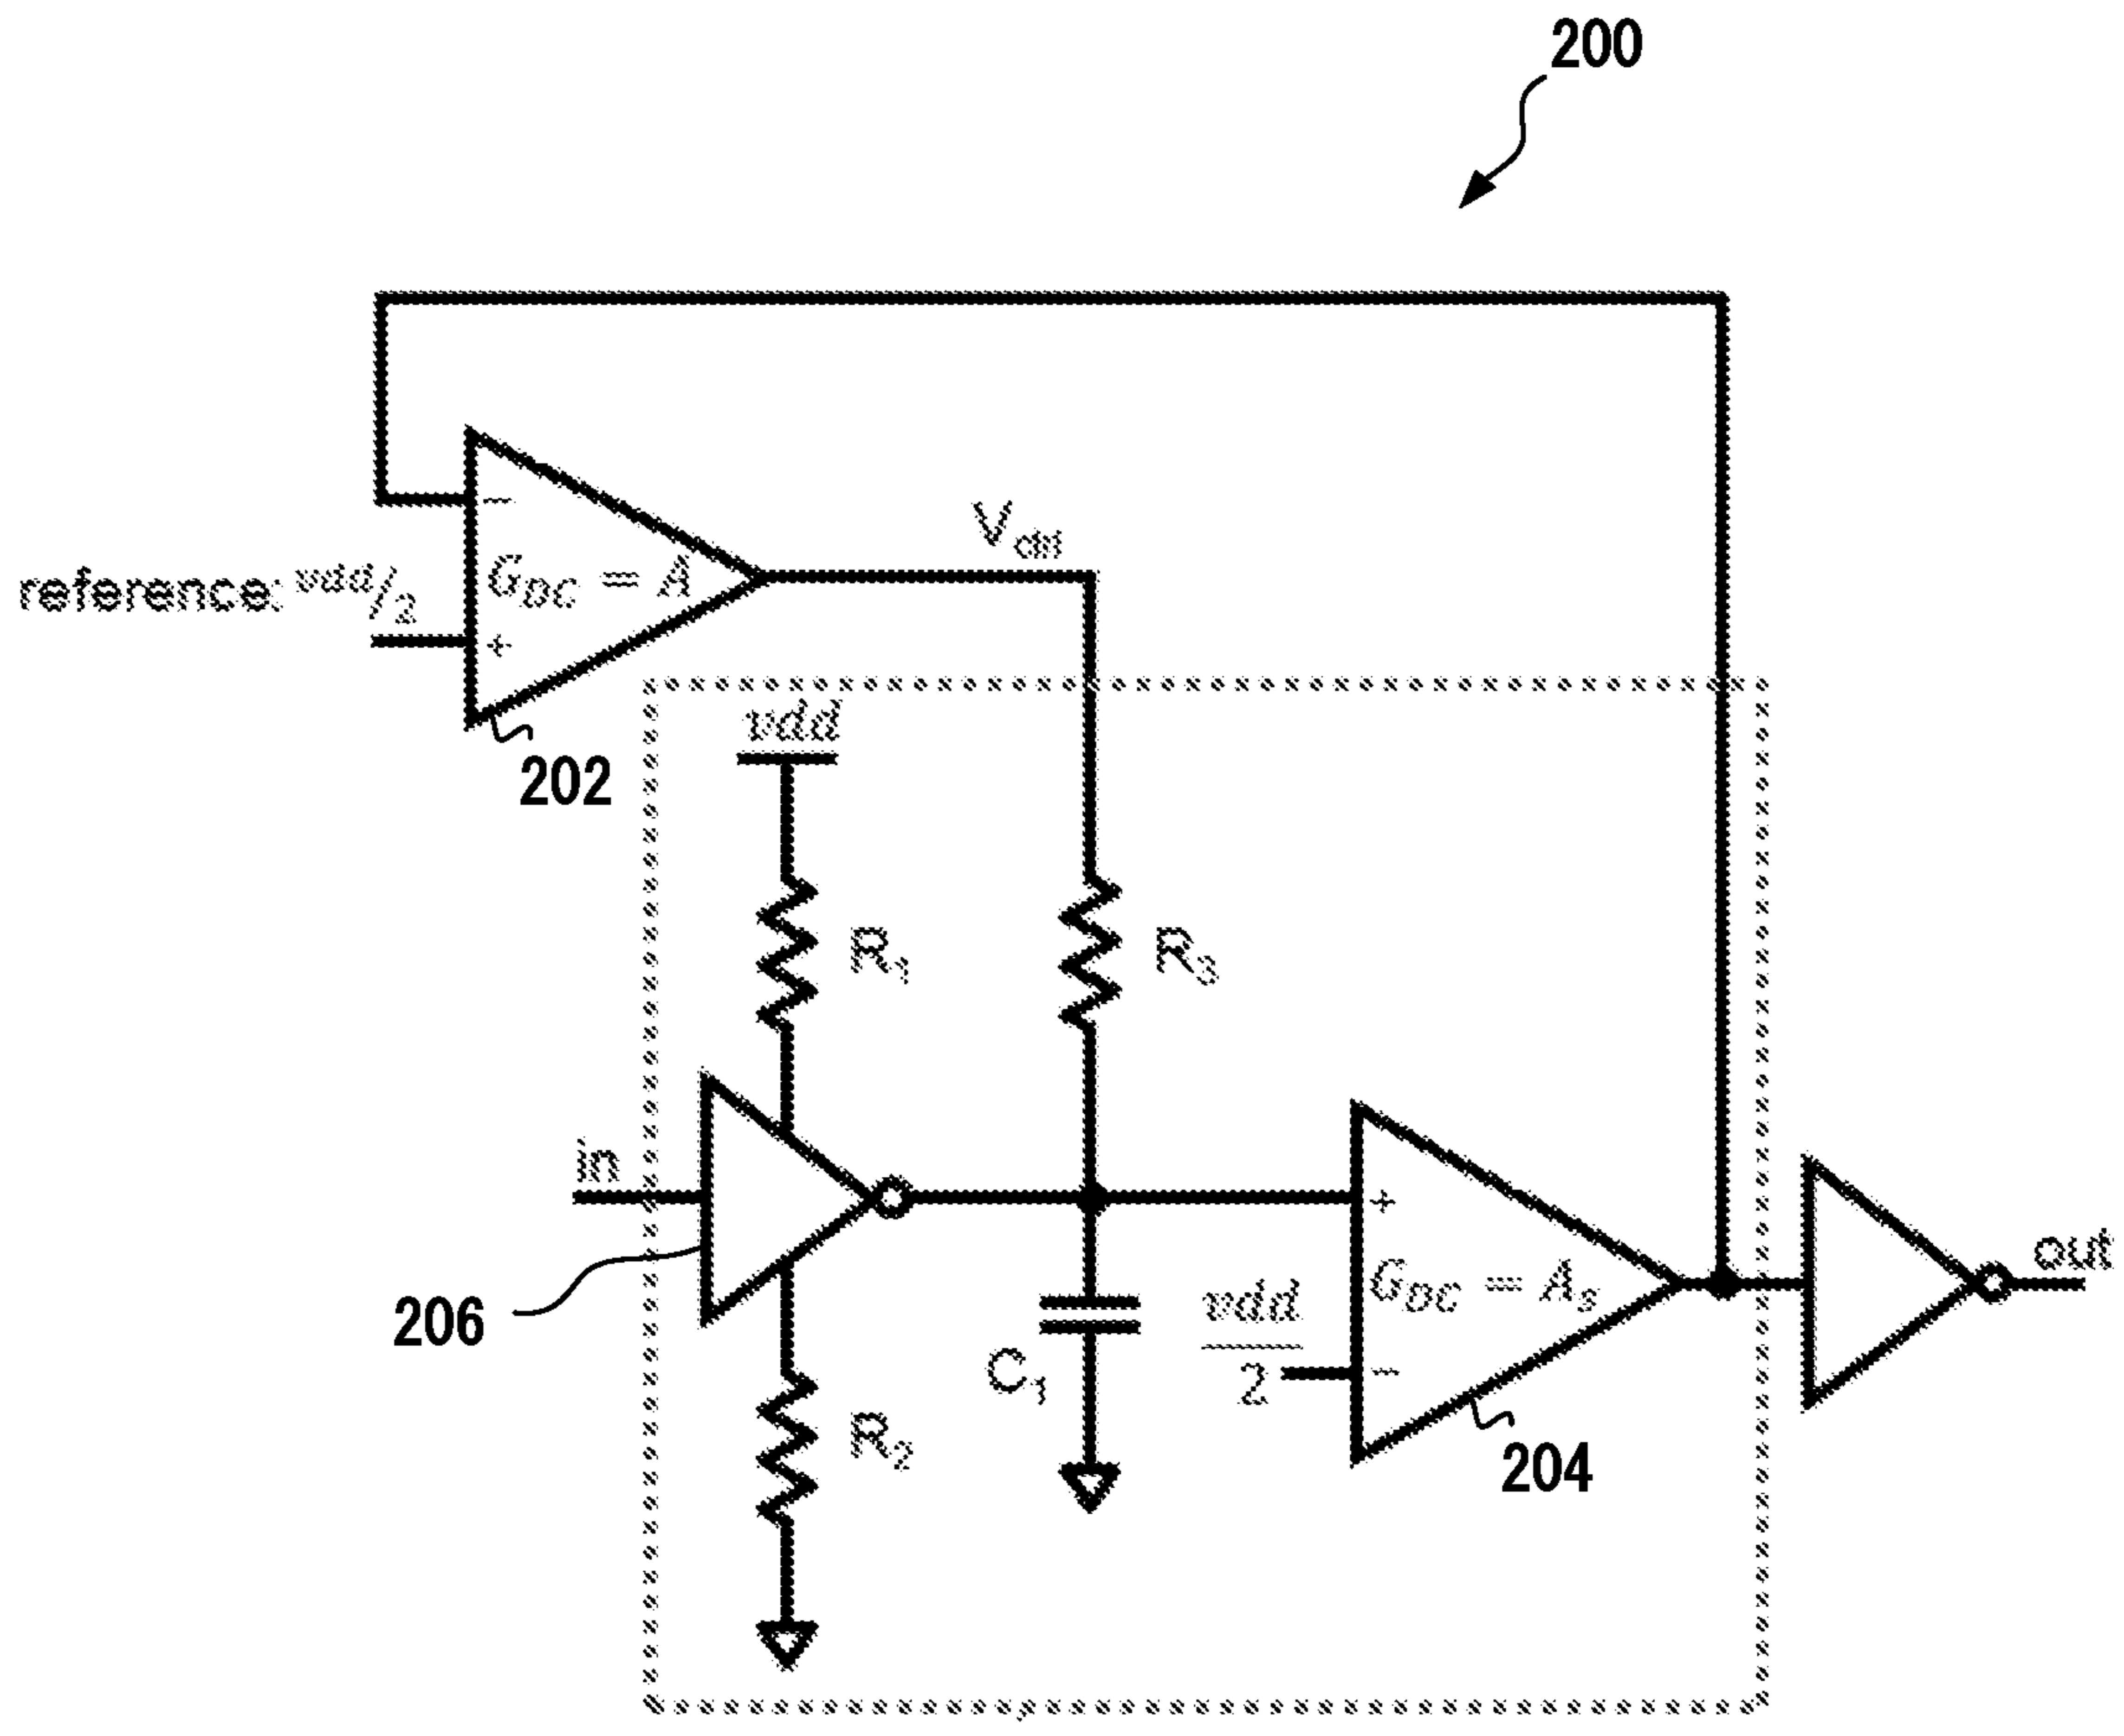 200
V_ctrl
reference: vdd/2
−
G_DC = A
+
vdd
202
R1
R3
in
+
206
vdd
2
G_DC = A_s
out
C1
−
R2
204